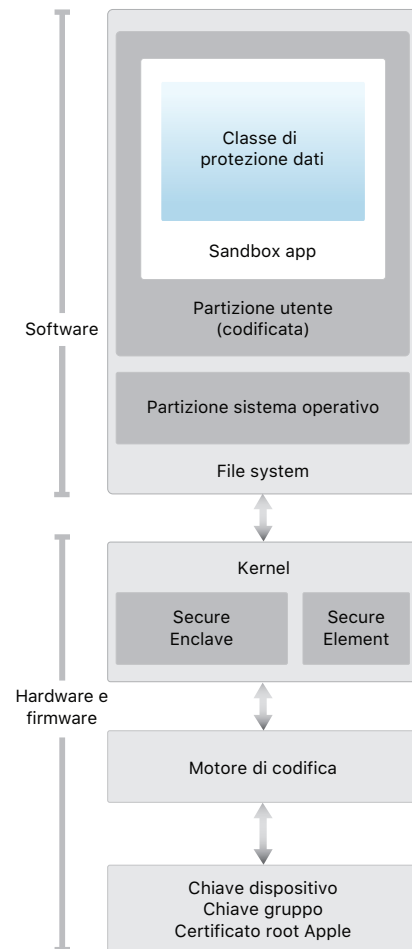 Classe di
protezione dati
Sandbox app
Partizione utente
(codificata)
Software
Partizione sistema operativo
File system
Kernel
Secure
Enclave
Secure
Element
Hardware e
firmware
Motore di codifica
Chiave dispositivo
Chiave gruppo
Certificato root Apple